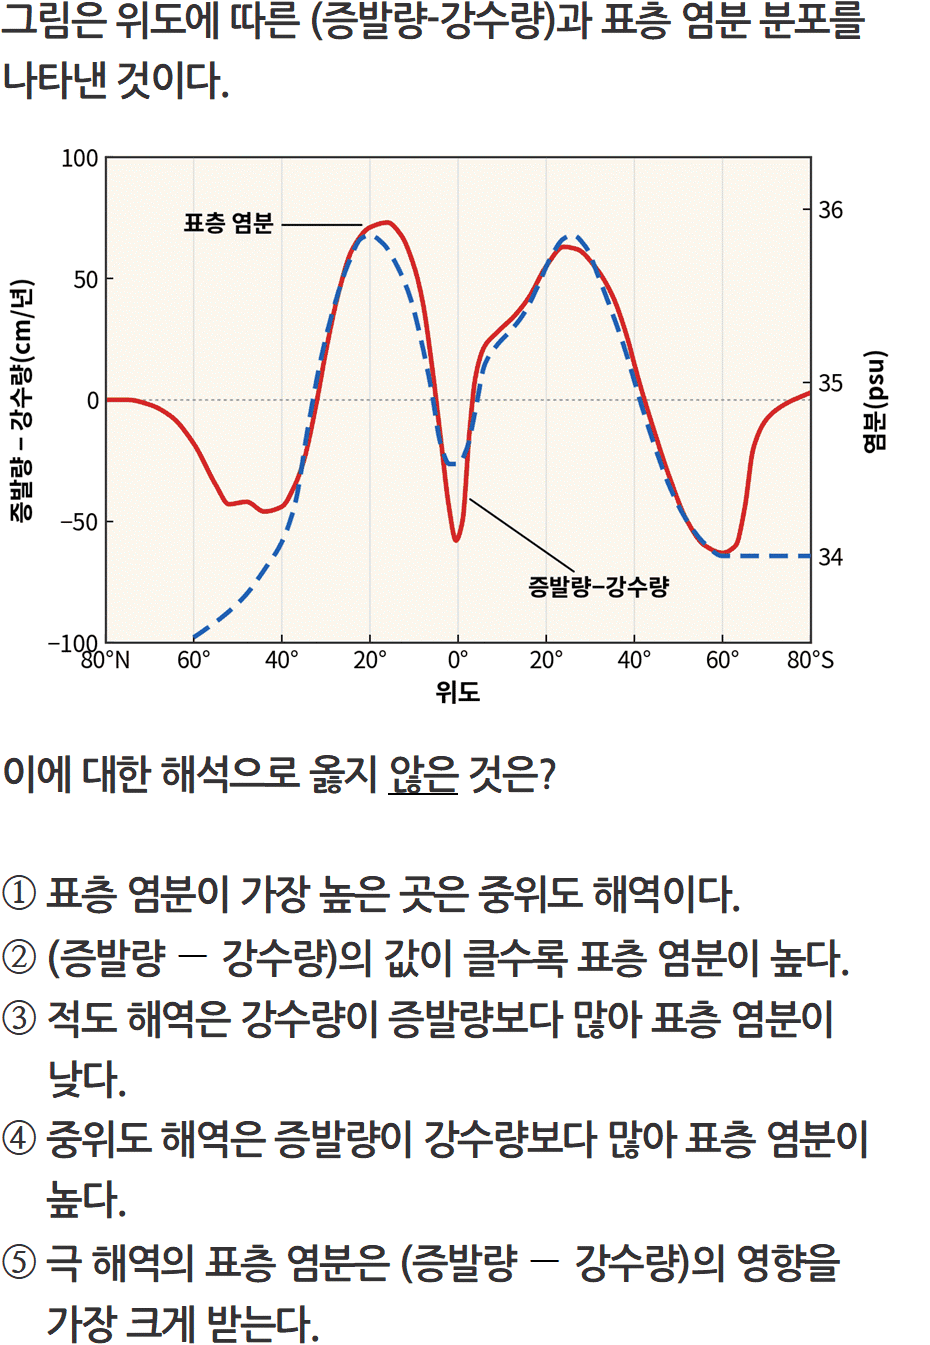 그림은 위도에 따른 (증발량-강수량)과 표층 염분 분포를
나타낸 것이다.
100
50
0
−50
−100
증발량 − 강수량(cm/년)
표층 염분
증발량−강수량
36
35
34
염분(psu)
80°N 60° 40° 20° 0° 20° 40° 60° 80°S
위도
이에 대한 해석으로 옳지 않은 것은?
① 표층 염분이 가장 높은 곳은 중위도 해역이다.
② (증발량 − 강수량)의 값이 클수록 표층 염분이 높다.
③ 적도 해역은 강수량이 증발량보다 많아 표층 염분이
낮다.
④ 중위도 해역은 증발량이 강수량보다 많아 표층 염분이
높다.
⑤ 극 해역의 표층 염분은 (증발량 − 강수량)의 영향을
가장 크게 받는다.